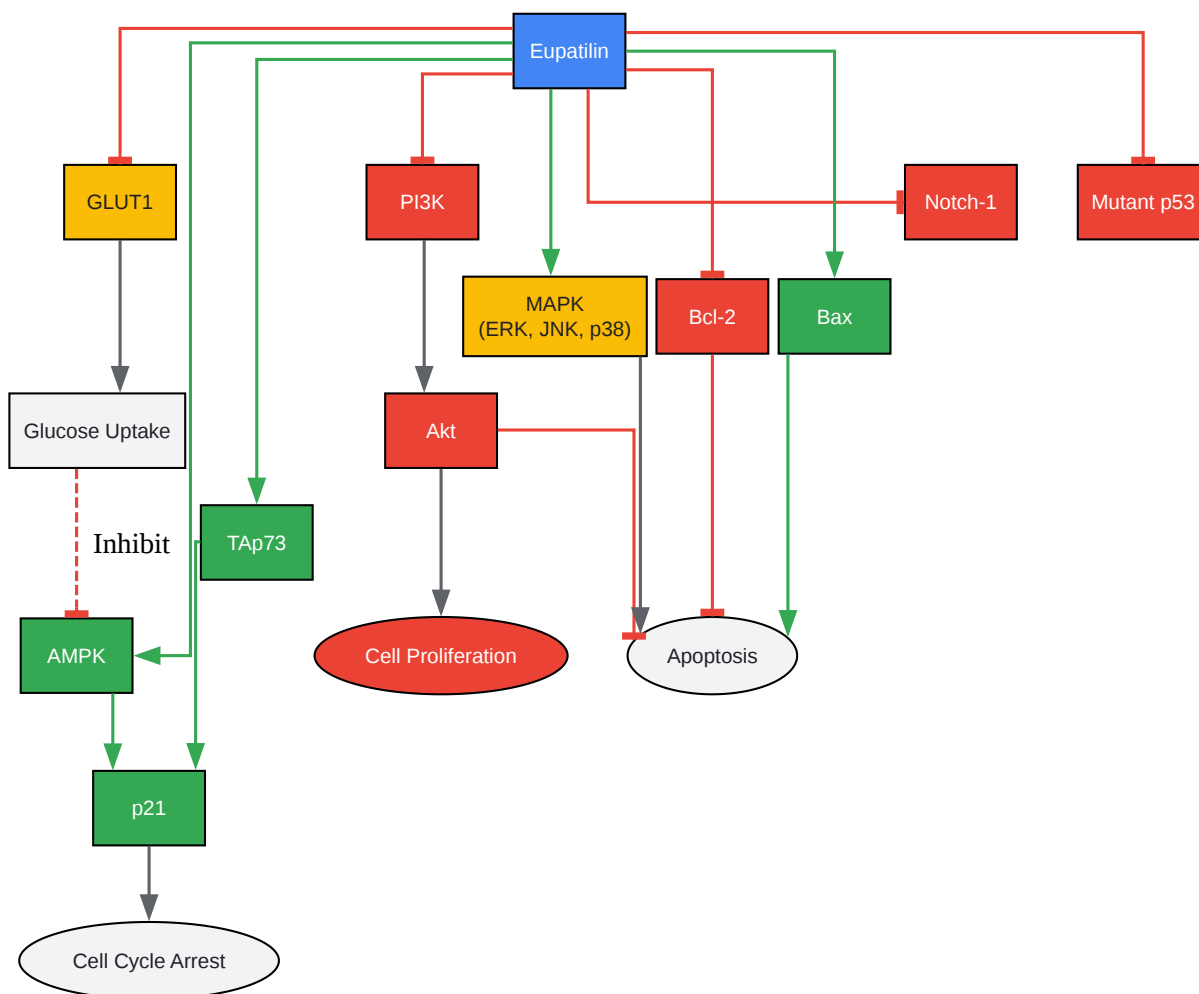 Eupatilin
GLUT1
PI3K
Notch-1
Mutant p53
MAPK
(ERK, JNK, p38)
Bcl-2
Bax
Glucose Uptake
Akt
Inhibit
TAp73
AMPK
Cell Proliferation
Apoptosis
p21
Cell Cycle Arrest